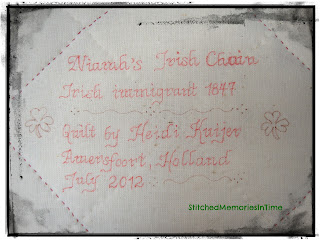 Niamh's Irish Chain
Irish immigrant 1847
Quilt by Heidi Kuijer
Amersfoort, Holland
July 2012
StitchedMemoriesInTime